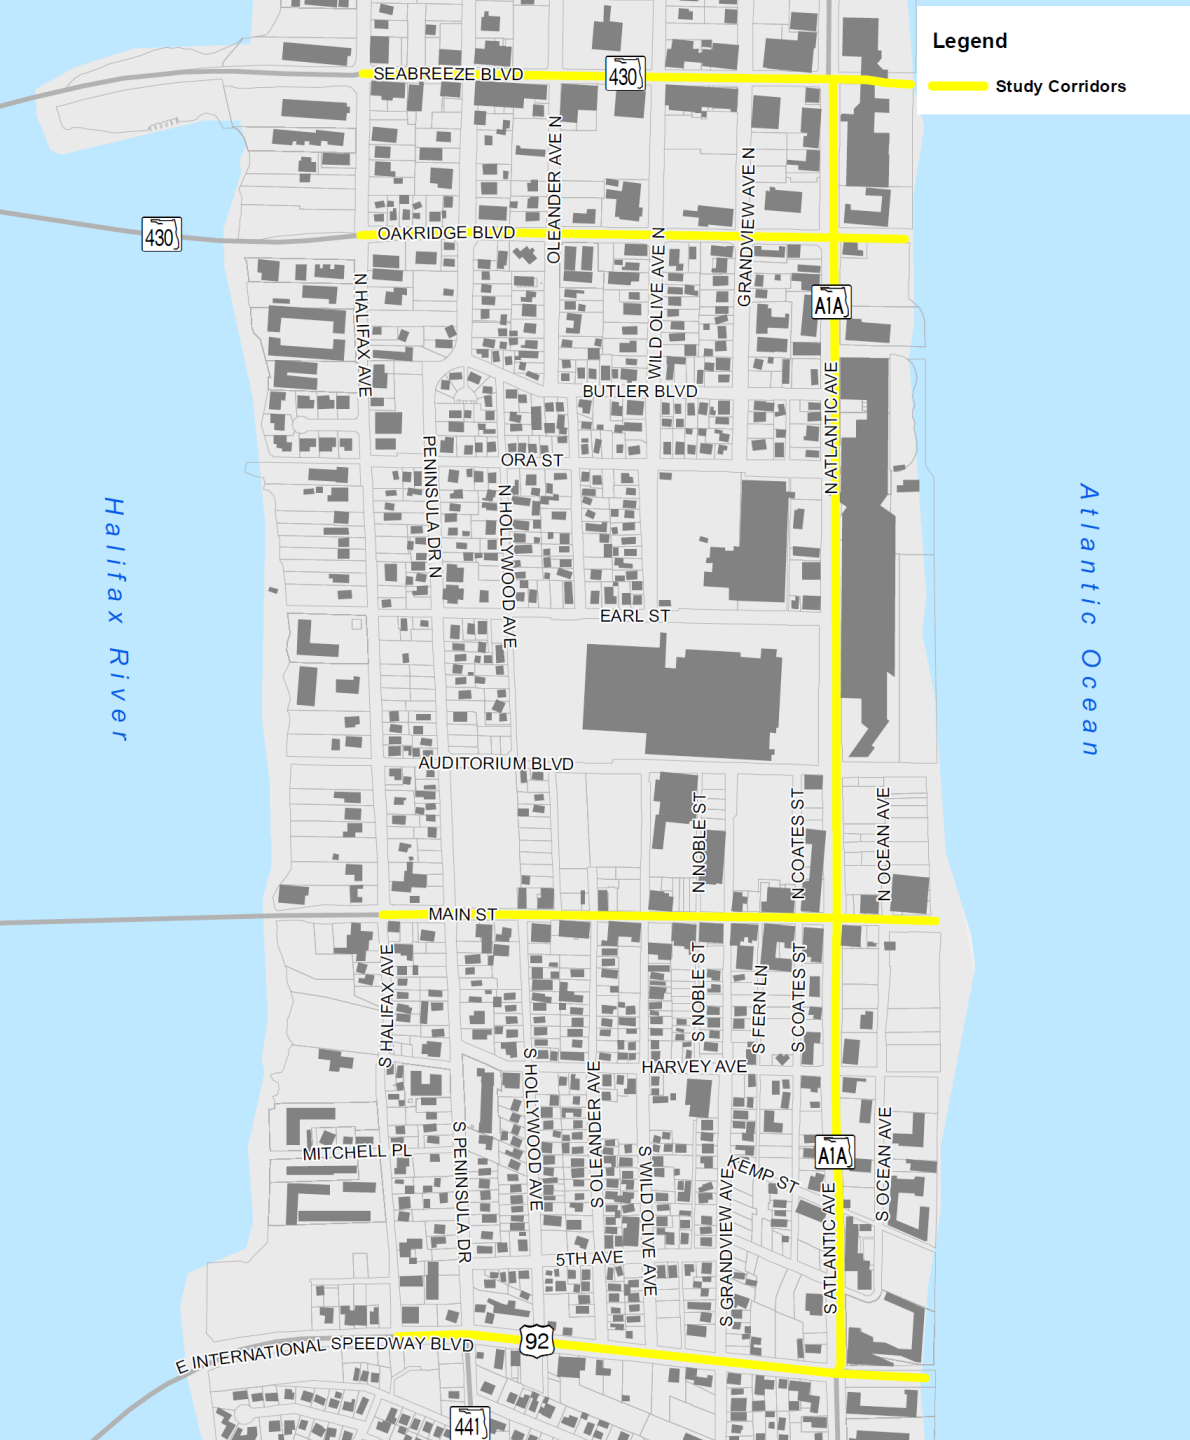 Legend
Study Corridors
SEABREEZE BLVD
430
OLEANDER AVE N
GRANDVIEW AVE N
430
OAKRIDGE BLVD
WILD OLIVE AVE N
N HALIFAX AVE
A1A
N ATLANTIC AVE
BUTLER BLVD
PENINSULA DR N
ORA ST
N HOLLYWOOD AVE
Halifax River
Atlantic Ocean
EARL ST
AUDITORIUM BLVD
N NOBLE ST
N COATES ST
N OCEAN AVE
MAIN ST
S HALIFAX AVE
S NOBLE ST
S FERN LN
S COATES ST
HARVEY AVE
S HOLLYWOOD AVE
S OLEANDER AVE
S PENINSULA DR
MITCHELL PL
S WILD OLIVE AVE
KEMP ST
A1A
S OCEAN AVE
S GRANDVIEW AVE
S ATLANTIC AVE
5TH AVE
92
E INTERNATIONAL SPEEDWAY BLVD
441